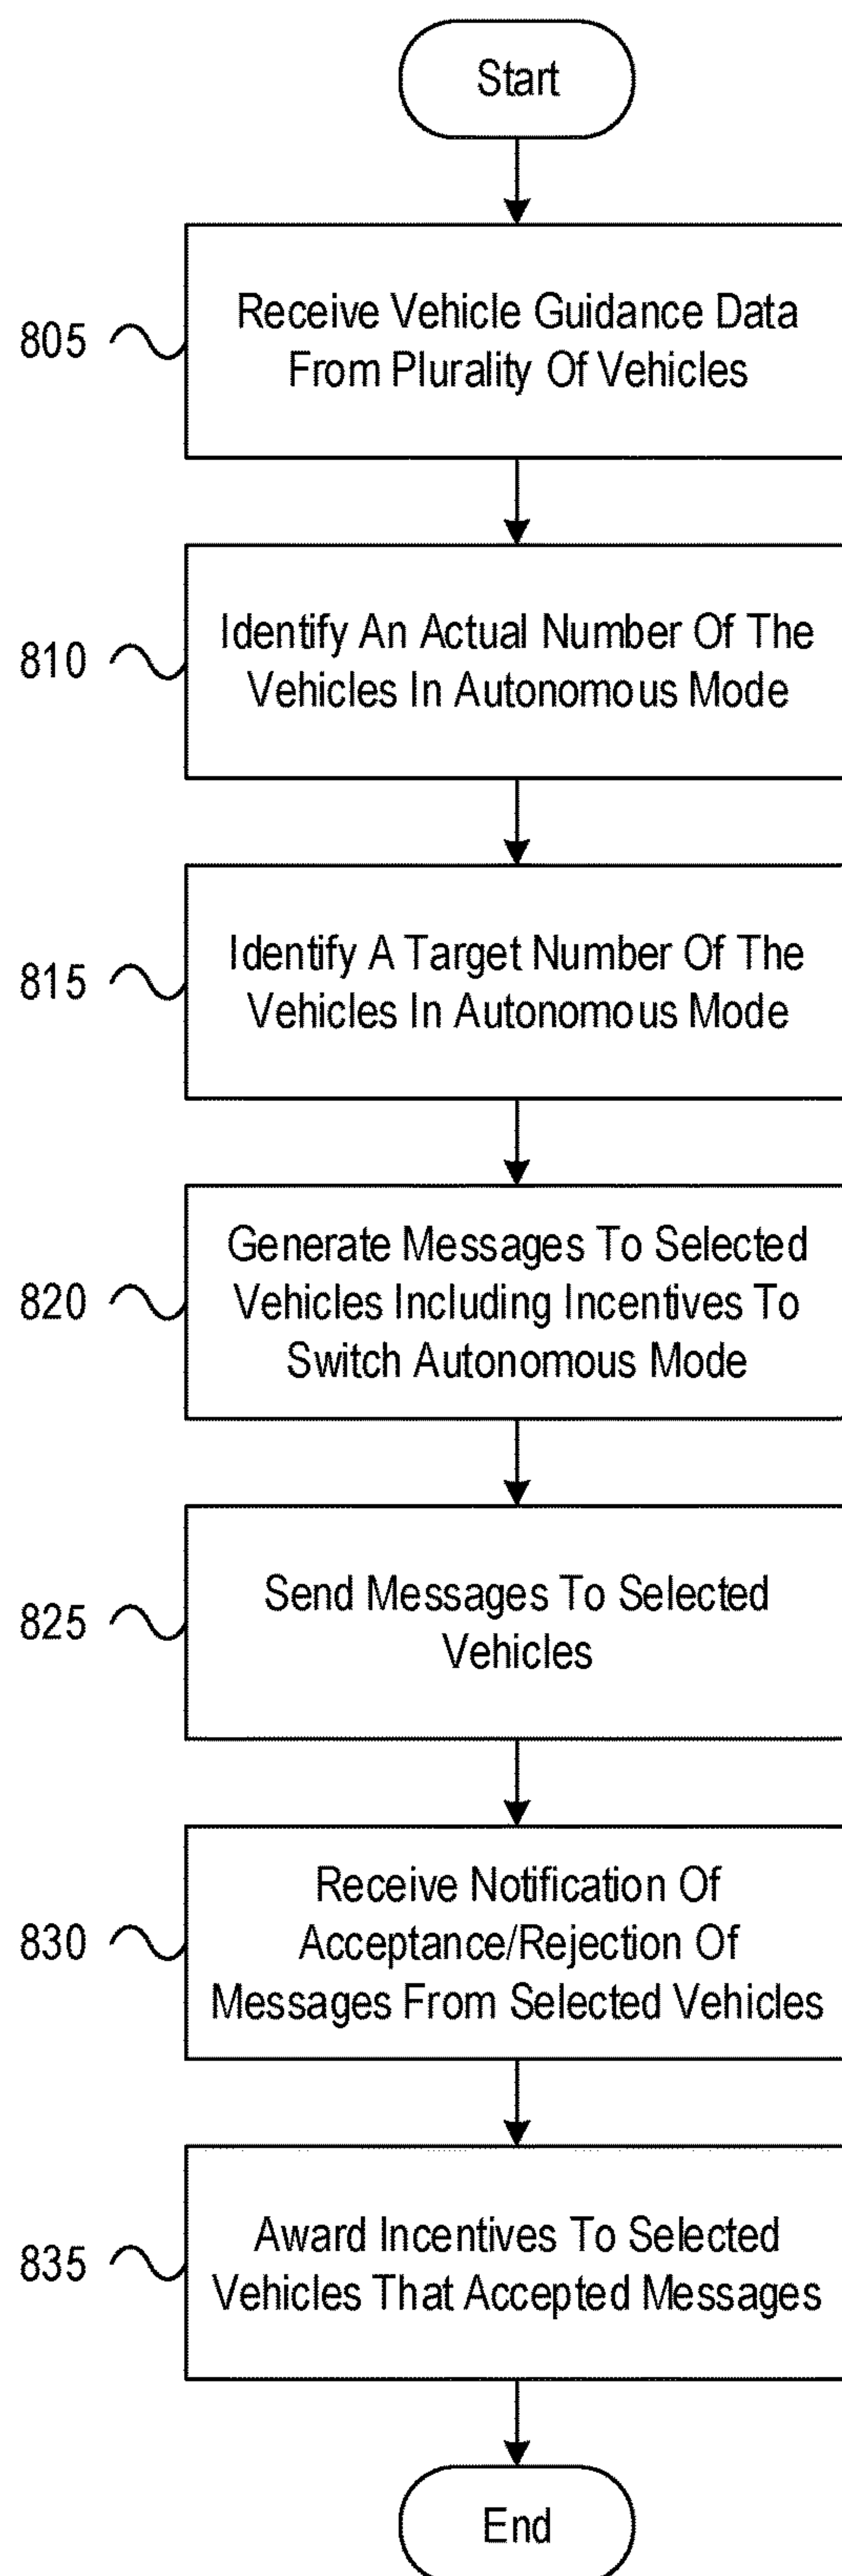 Start
805
Receive Vehicle Guidance Data
From Plurality Of Vehicles
810
Identify An Actual Number Of The
Vehicles In Autonomous Mode
815
Identify A Target Number Of The
Vehicles In Autonomous Mode
820
Generate Messages To Selected
Vehicles Including Incentives To
Switch Autonomous Mode
825
Send Messages To Selected
Vehicles
830
Receive Notification Of
Acceptance/Rejection Of
Messages From Selected Vehicles
835
Award Incentives To Selected
Vehicles That Accepted Messages
End